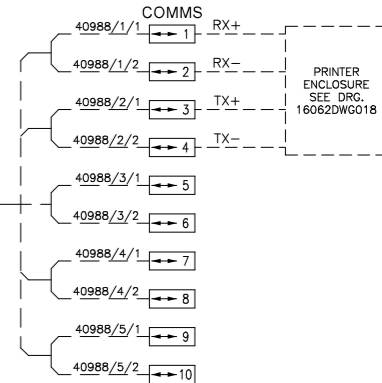 COMMS
40988/1/1 1 RX+
40988/1/2 2 RX-
40988/2/1 3 TX+
40988/2/2 4 TX-
PRINTER
ENCLOSURE
SEE DRG.
16062DWG018
40988/3/1 5
40988/3/2 6
40988/4/1 7
40988/4/2 8
40988/5/1 9
40988/5/2 10